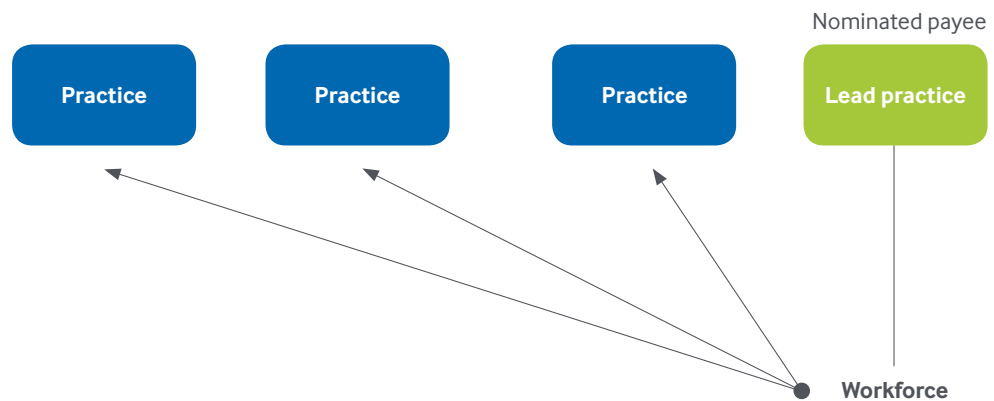 Nominated payee
Practice
Practice
Practice
Lead practice
Workforce